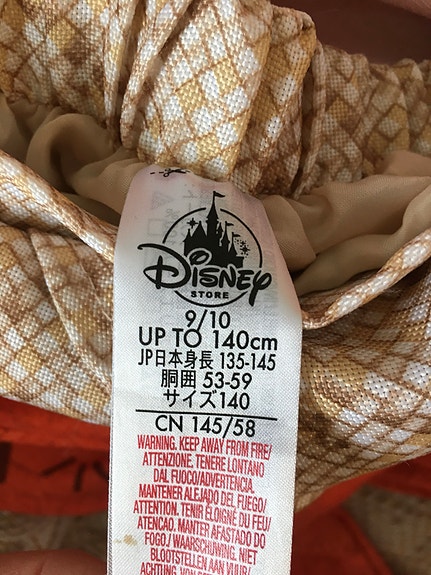 Disney
STORE
9/10
UP TO 140cm
JP日本身長 135-145
胴囲 53-59
サイズ140
CN 145/58
WARNING. KEEP AWAY FROM FIRE/
ATTENZIONE. TENERE LONTANO
DAL FUOCO/ADVERTENCIA.
MANTENER ALEJADO DEL FUEGO/
ATTENTION. TENIR ÉLOIGNÉ DU FEU/
ATENCAO. MANTER AFASTADO DO
FOGO./WAARSCHUWING. NIET
BLOOTSTELLEN AAN VUUR/
ACHTUNG. VON